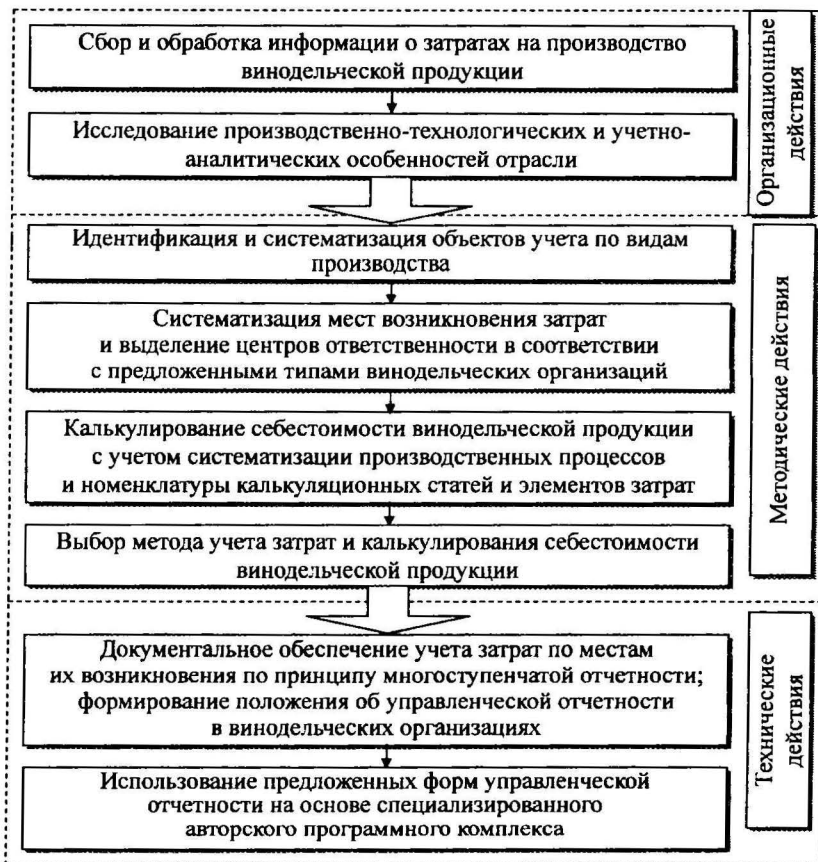 Сбор и обработка информации о затратах на производство
винодельческой продукции
Исследование производственно-технологических и учетно-
аналитических особенностей отрасли
Организационные
действия
Идентификация и систематизация объектов учета по видам
производства
Систематизация мест возникновения затрат
и выделение центров ответственности в соответствии
с предложенными типами винодельческих организаций
Калькулирование себестоимости винодельческой продукции
с учетом систематизации производственных процессов
и номенклатуры калькуляционных статей и элементов затрат
Выбор метода учета затрат и калькулирования себестоимости
винодельческой продукции
Методические действия
Документальное обеспечение учета затрат по местам
их возникновения по принципу многоступенчатой отчетности;
формирование положения об управленческой отчетности
в винодельческих организациях
Использование предложенных форм управленческой
отчетности на основе специализированного
авторского программного комплекса
Технические
действия